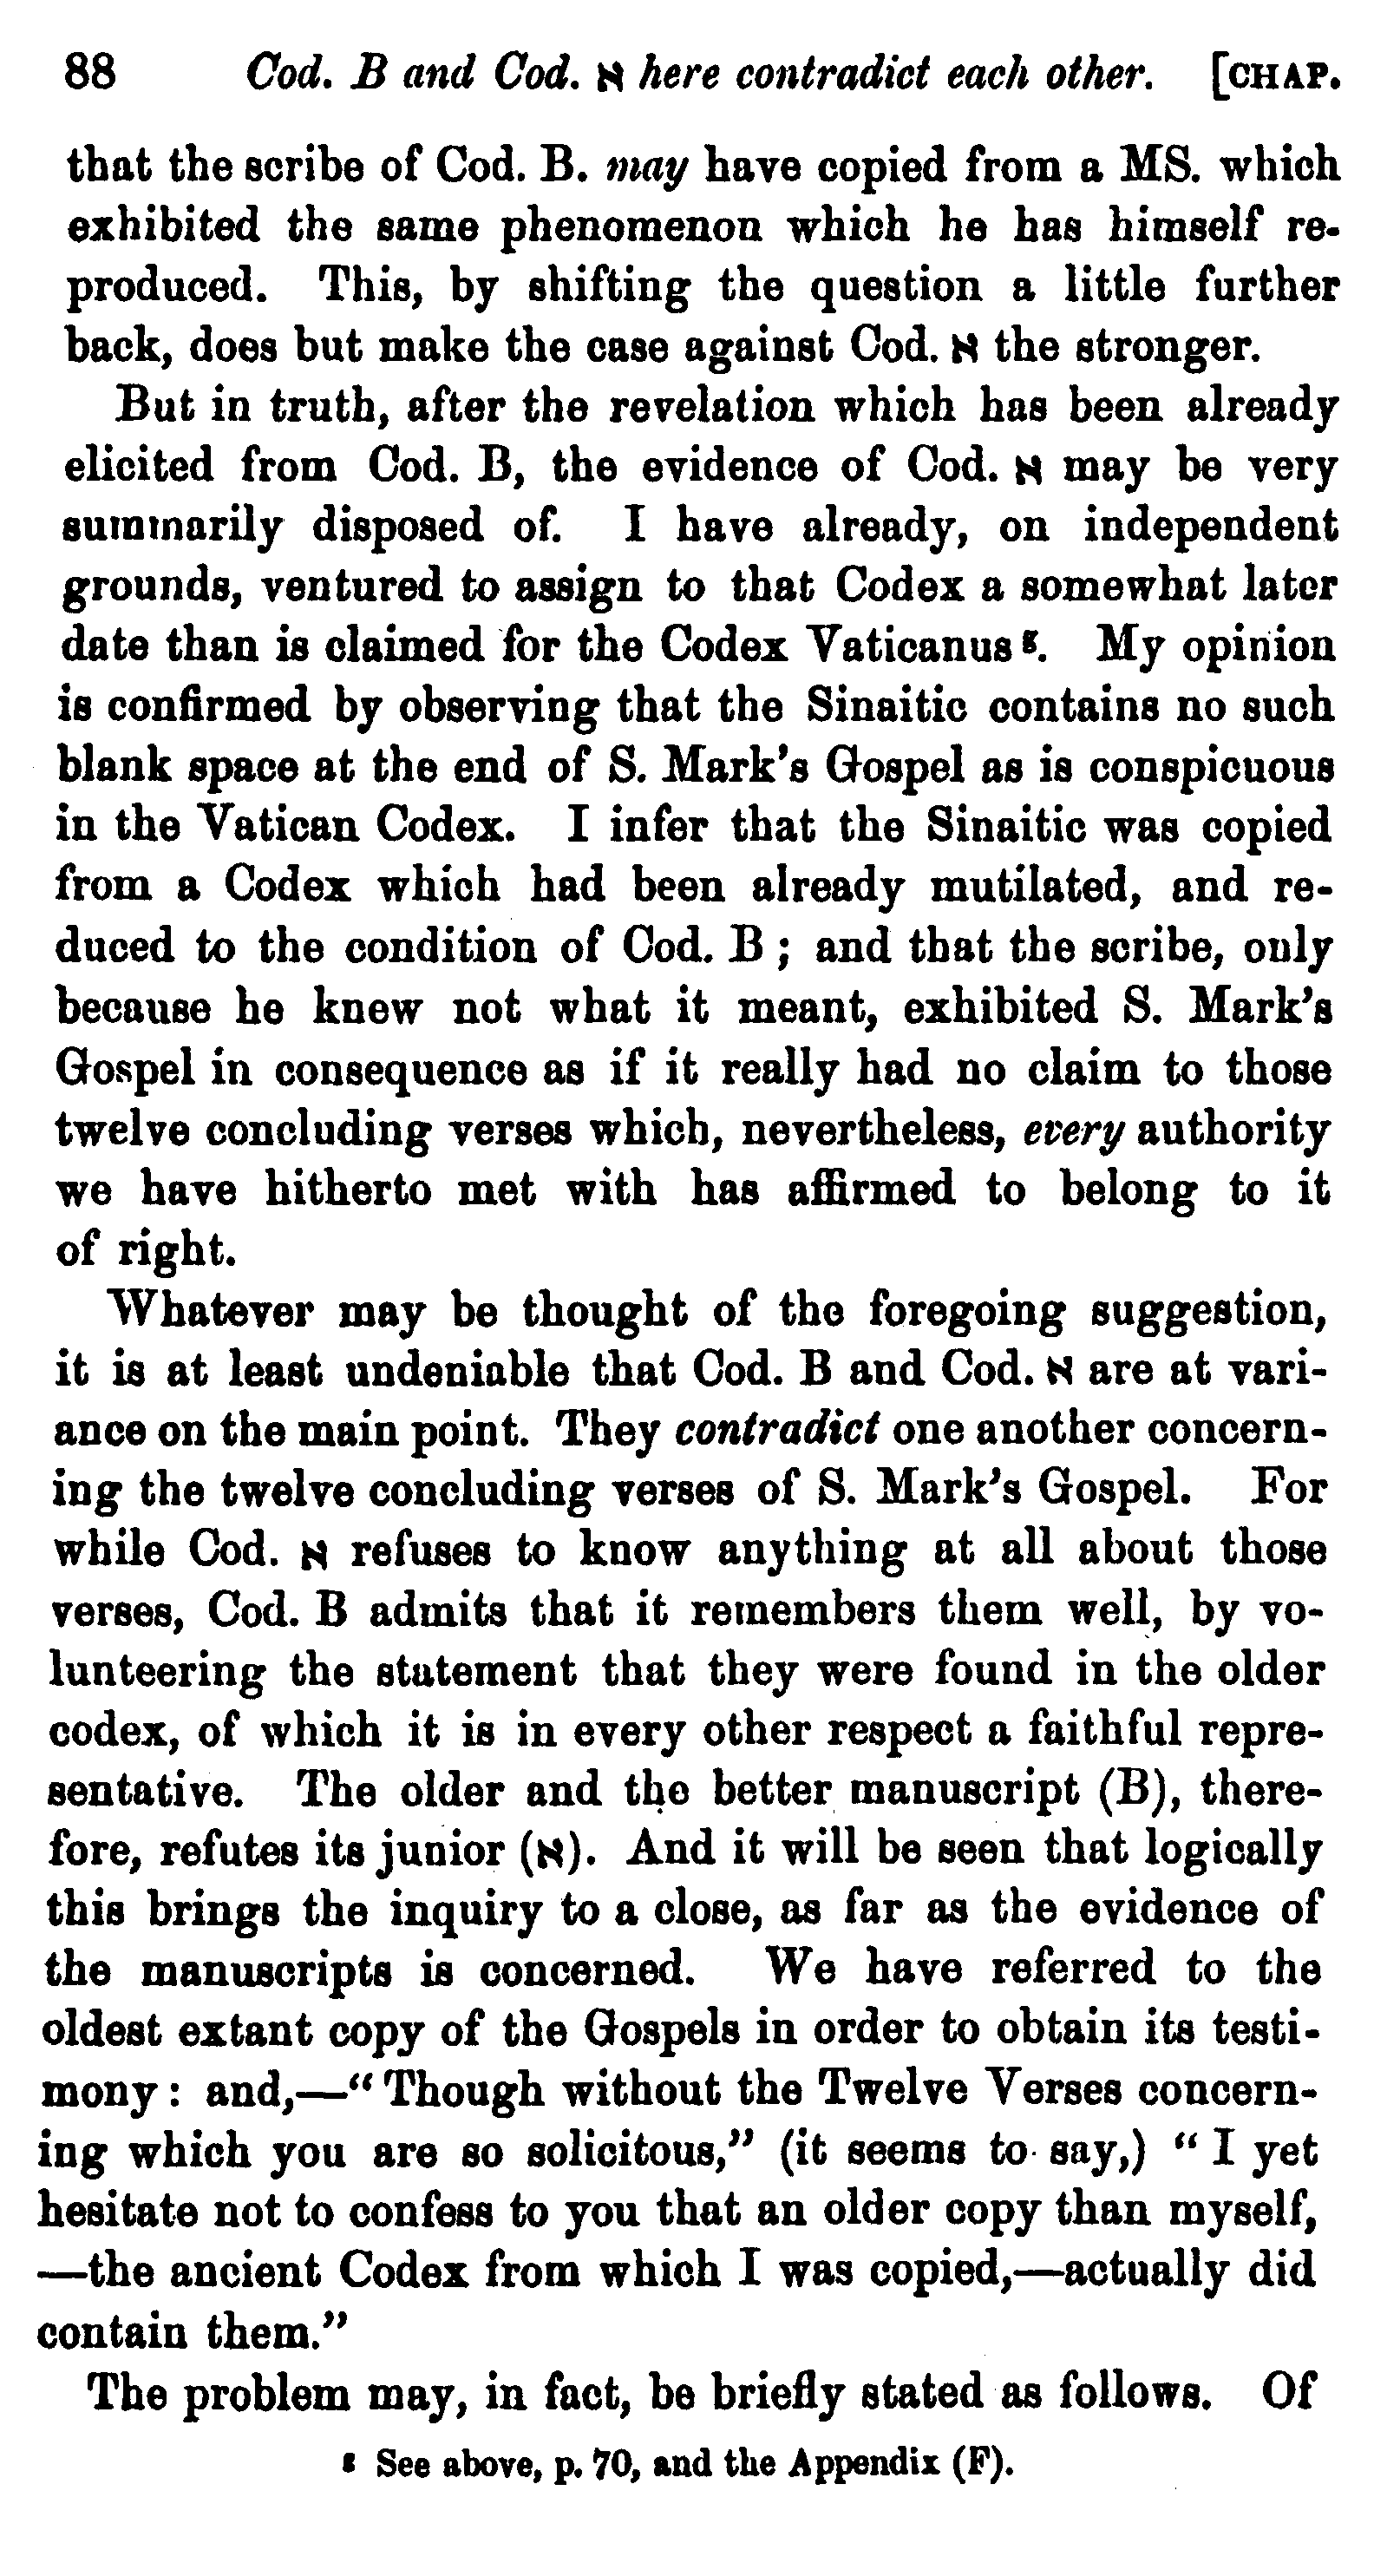 88 Cod. B and Cod. א here contradict each other. [CHAP.
that the scribe of Cod. B. may have copied from a MS. which
exhibited the same phenomenon which he has himself re-
produced. This, by shifting the question a little further
back, does but make the case against Cod. א the stronger.
But in truth, after the revelation which has been already
elicited from Cod. B, the evidence of Cod. א may be very
summarily disposed of. I have already, on independent
grounds, ventured to assign to that Codex a somewhat later
date than is claimed for the Codex Vaticanus g. My opinion
is confirmed by observing that the Sinaitic contains no such
blank space at the end of S. Mark's Gospel as is conspicuous
in the Vatican Codex. I infer that the Sinaitic was copied
from a Codex which had been already mutilated, and re-
duced to the condition of Cod. B ; and that the scribe, only
because he knew not what it meant, exhibited S. Mark's
Gospel in consequence as if it really had no claim to those
twelve concluding verses which, nevertheless, every authority
we have hitherto met with has affirmed to belong to it
of right.
Whatever may be thought of the foregoing suggestion,
it is at least undeniable that Cod. B and Cod. א are at vari-
ance on the main point. They contradict one another concern-
ing the twelve concluding verses of S. Mark's Gospel. For
while Cod. א refuses to know anything at all about those
verses, Cod. B admits that it remembers them well, by vo-
lunteering the statement that they were found in the older
codex, of which it is in every other respect a faithful repre-
sentative. The older and the better manuscript (B), there-
fore, refutes its junior (א). And it will be seen that logically
this brings the inquiry to a close, as far as the evidence of
the manuscripts is concerned. We have referred to the
oldest extant copy of the Gospels in order to obtain its testi-
mony : and,—“Though without the Twelve Verses concern-
ing which you are so solicitous,” (it seems to say,) “I yet
hesitate not to confess to you that an older copy than myself,
—the ancient Codex from which I was copied,—actually did
contain them.”
The problem may, in fact, be briefly stated as follows. Of
g See above, p. 70, and the Appendix (F).